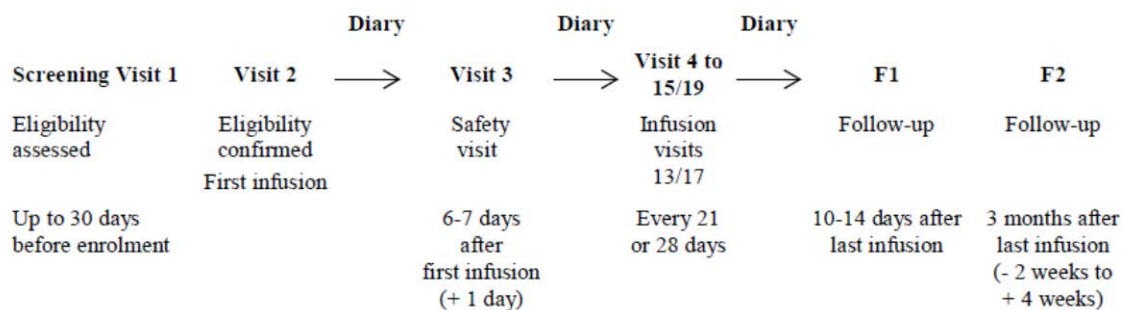 Diary Diary Diary
Screening Visit 1 Visit 2 Visit 3 Visit 4 to 15/19 F1 F2
Eligibility assessed
Eligibility confirmed
First infusion
Safety visit
Infusion visits 13/17
Follow-up
Follow-up
Up to 30 days before enrolment
6-7 days after first infusion (+ 1 day)
Every 21 or 28 days
10-14 days after last infusion
3 months after last infusion (- 2 weeks to + 4 weeks)